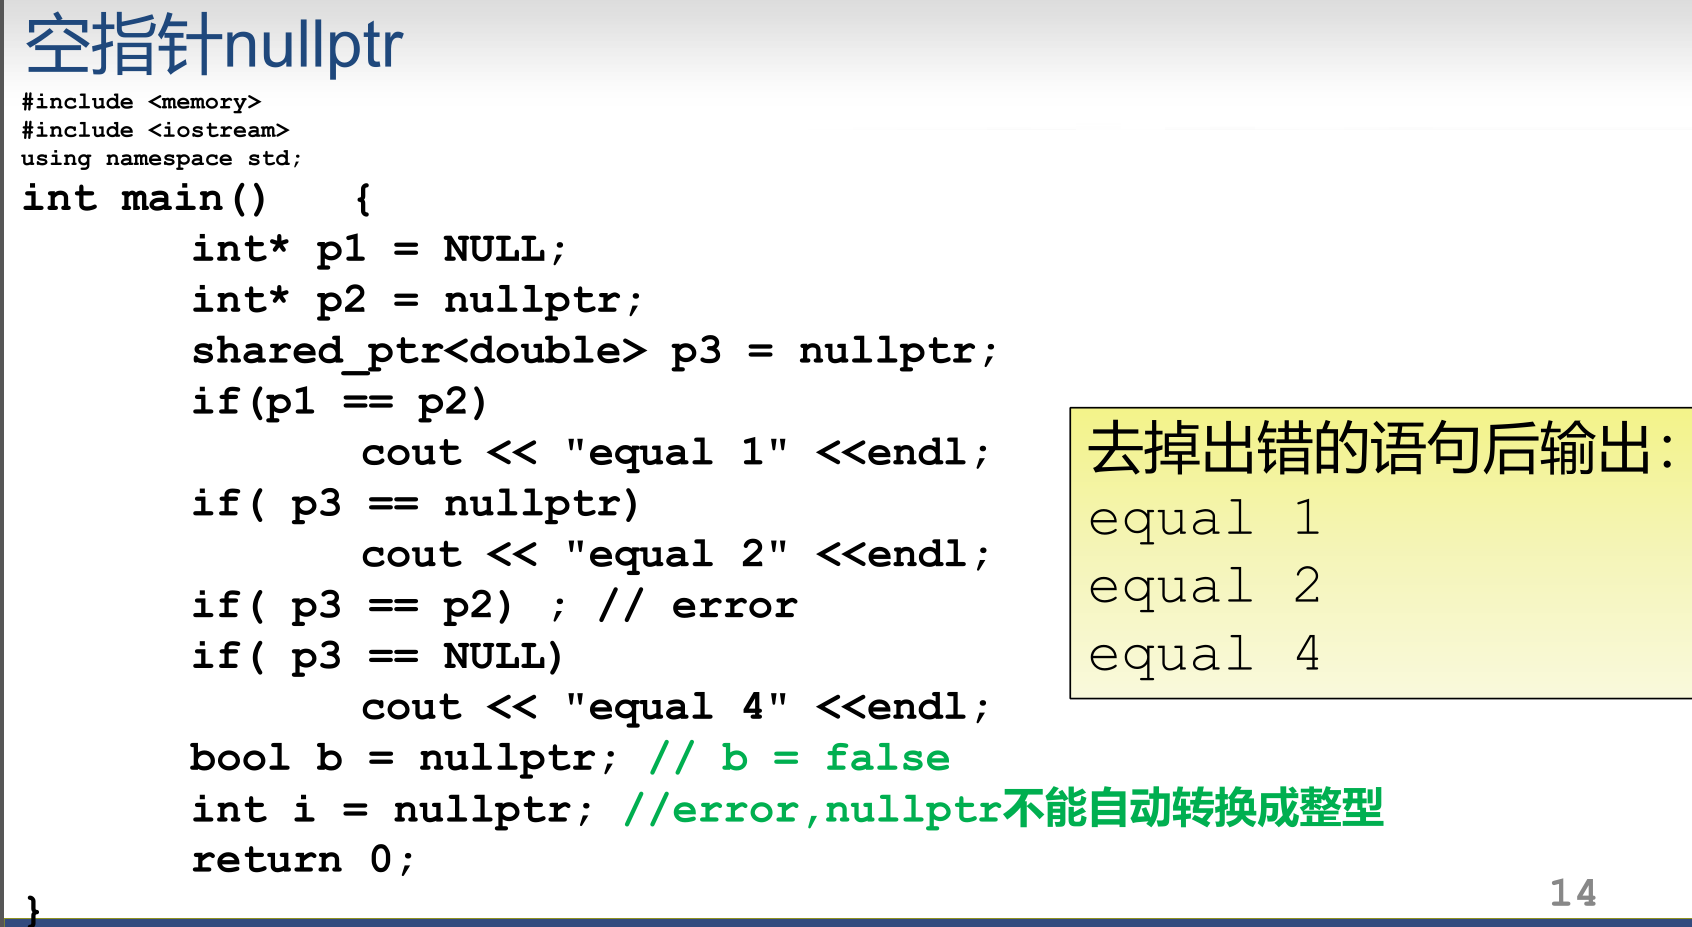 空指针nullptr
#include <memory>
#include <iostream>
using namespace std;
int main()   {
int* p1 = NULL;
int* p2 = nullptr;
shared_ptr<double> p3 = nullptr;
if(p1 == p2)
cout << "equal 1" <<endl;
if( p3 == nullptr)
cout << "equal 2" <<endl;
if( p3 == p2) ; // error
if( p3 == NULL)
cout << "equal 4" <<endl;
bool b = nullptr; // b = false
int i = nullptr; //error,nullptr不能自动转换成整型
return 0;
}
去掉出错的语句后输出：
equal 1
equal 2
equal 4
14